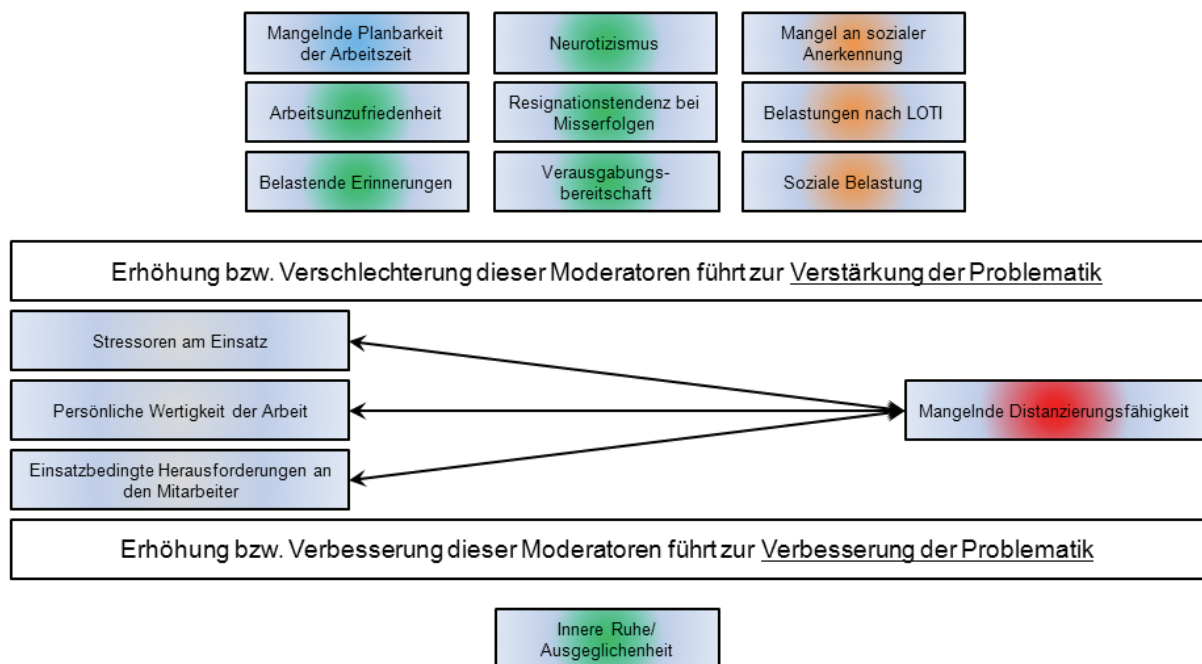 Mangelnde Planbarkeit
der Arbeitszeit
Neurotizismus
Mangel an sozialer
Anerkennung
Arbeitsunzufriedenheit
Resignationstendenz bei
Misserfolgen
Belastungen nach LOTI
Belastende Erinnerungen
Verausgabungs-
bereitschaft
Soziale Belastung
Erhöhung bzw. Verschlechterung dieser Moderatoren führt zur Verstärkung der Problematik
Stressoren am Einsatz
Persönliche Wertigkeit der Arbeit
Mangelnde Distanzierungsfähigkeit
Einsatzbedingte Herausforderungen an
den Mitarbeiter
Erhöhung bzw. Verbesserung dieser Moderatoren führt zur Verbesserung der Problematik
Innere Ruhe/
Ausgeglichenheit